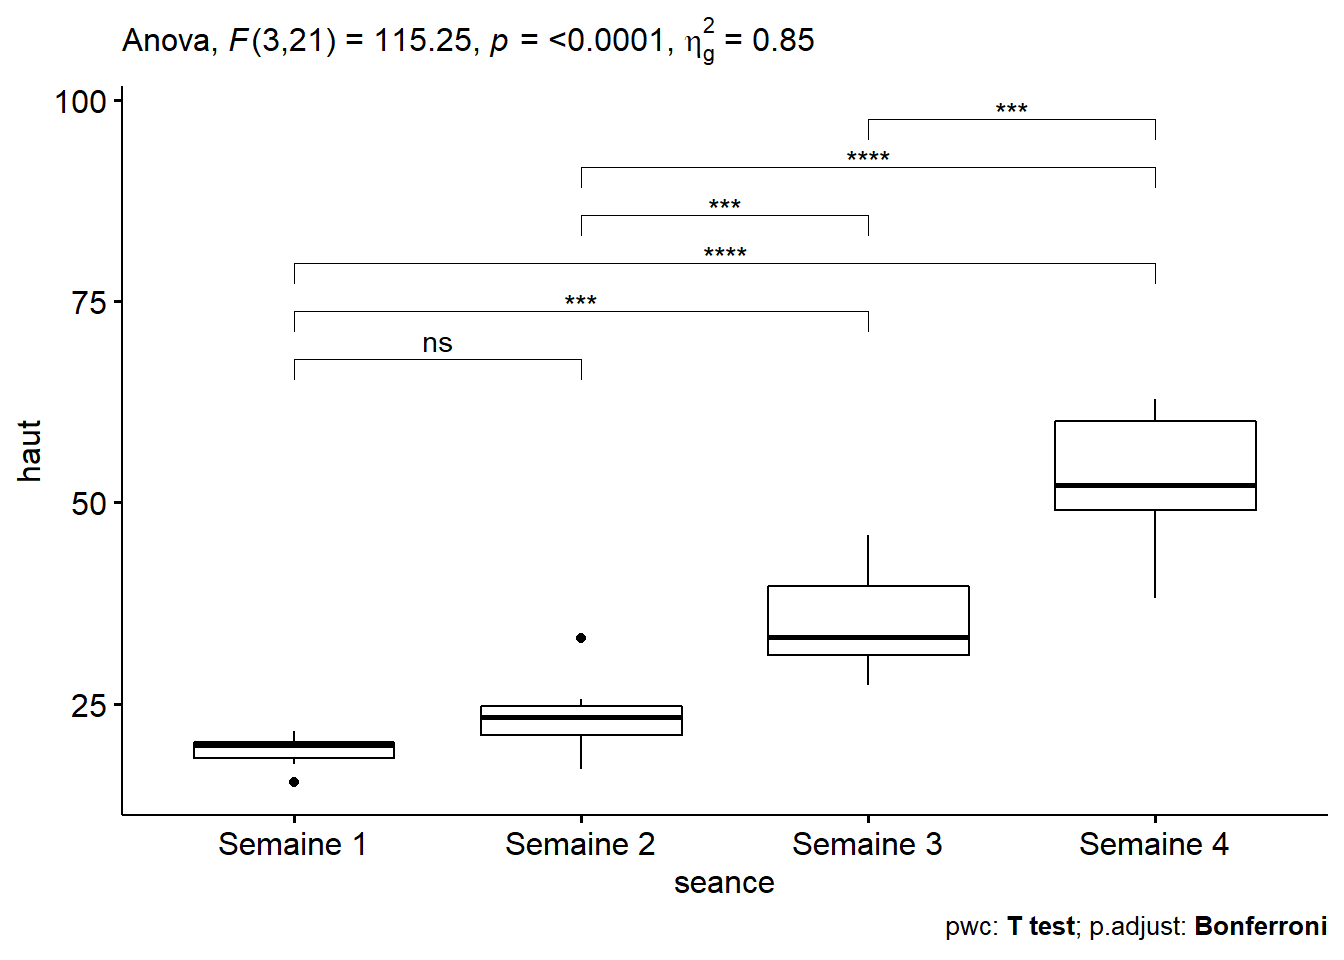 Anova, F(3,21) = 115.25, p = <0.0001, η²g = 0.85
100
***
****
***
****
75
***
ns
haut
50
25
Semaine 1 Semaine 2 Semaine 3 Semaine 4
seance
pwc: T test; p.adjust: Bonferroni